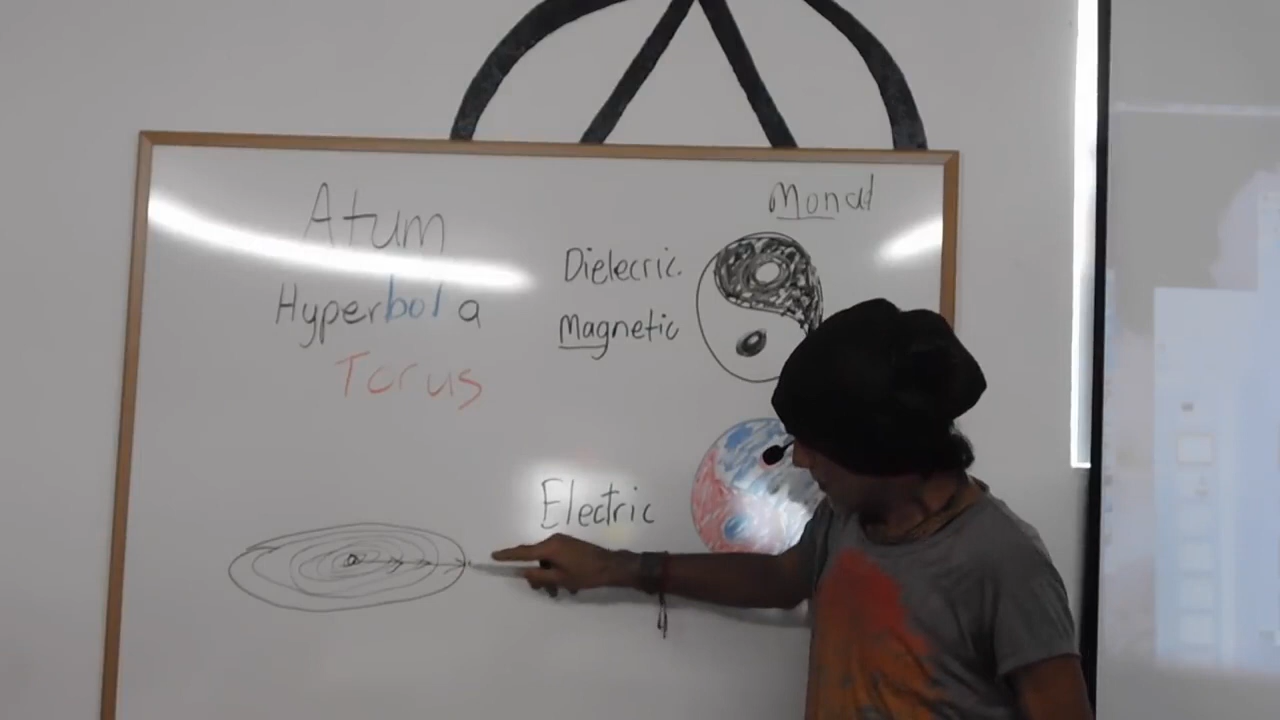 Atum
Hyperbola
Torus
Monad
Dielecric
Magnetic
Electric